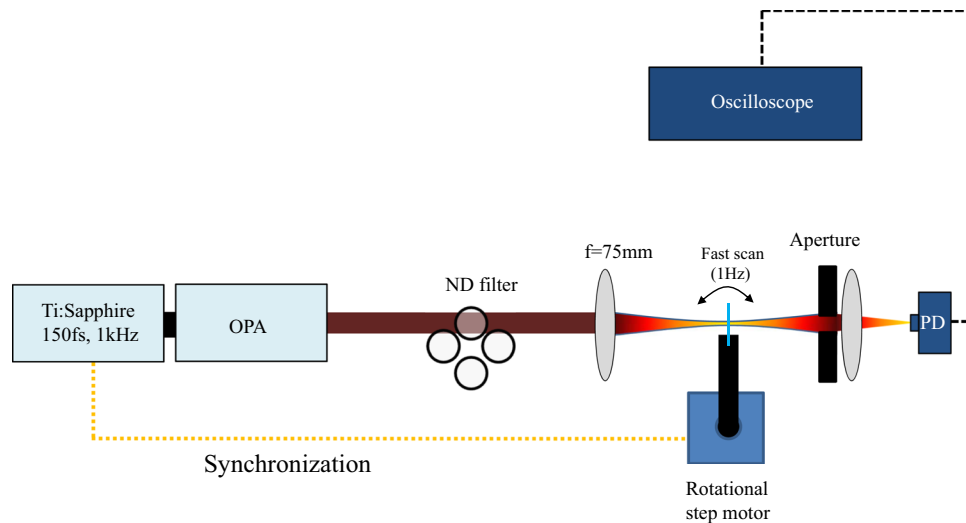 Oscilloscope
f=75mm
Aperture
Fast scan
(1Hz)
ND filter
Ti:Sapphire
150fs, 1kHz
OPA
PD
Synchronization
Rotational
step motor